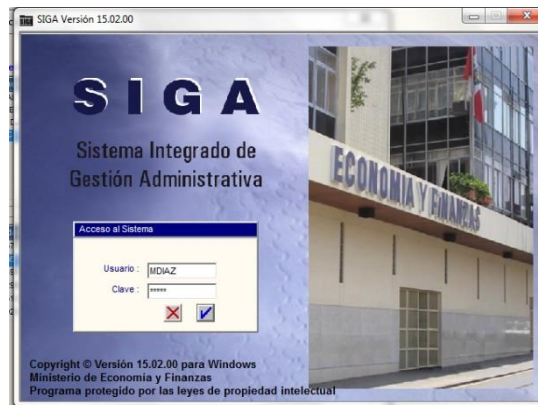 SIGA Versión 15.02.00
SIGA
Sistema Integrado de
Gestión Administrativa
ECONOMIA Y FINANZAS
Acceso al Sistema
Usuario : MDIAZ
Clave : *****
Copyright © Versión 15.02.00 para Windows
Ministerio de Economía y Finanzas
Programa protegido por las leyes de propiedad intelectual